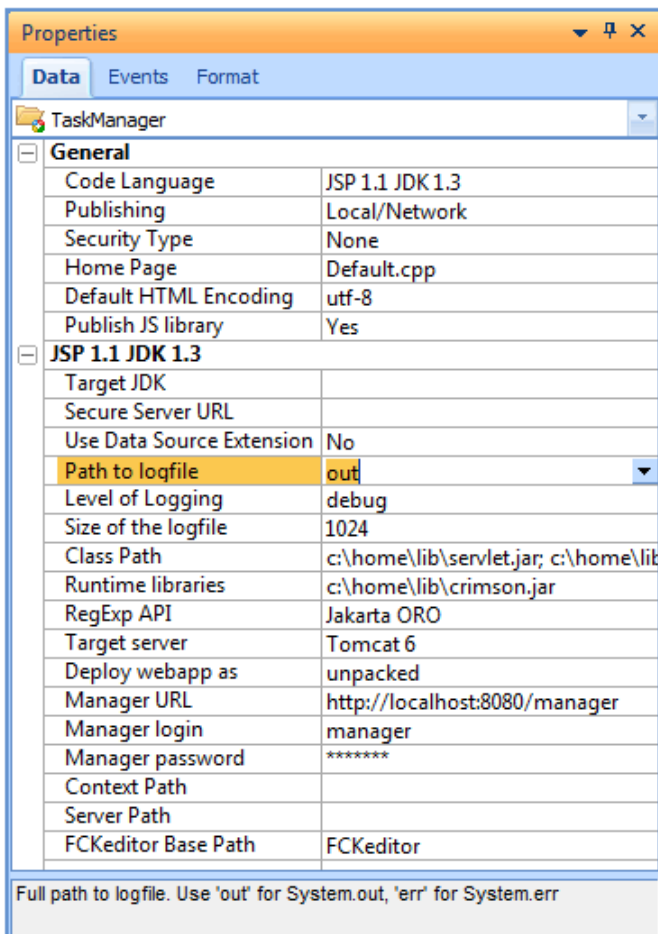 Properties
Data Events Format
TaskManager
General
Code Language JSP 1.1 JDK 1.3
Publishing Local/Network
Security Type None
Home Page Default.cpp
Default HTML Encoding utf-8
Publish JS library Yes
JSP 1.1 JDK 1.3
Target JDK
Secure Server URL
Use Data Source Extension No
Path to logfile out
Level of Logging debug
Size of the logfile 1024
Class Path c:\home\lib\servlet.jar; c:\home\lib
Runtime libraries c:\home\lib\crimson.jar
RegExp API Jakarta ORO
Target server Tomcat 6
Deploy webapp as unpacked
Manager URL http://localhost:8080/manager
Manager login manager
Manager password *******
Context Path
Server Path
FCKeditor Base Path FCKeditor
Full path to logfile. Use 'out' for System.out, 'err' for System.err